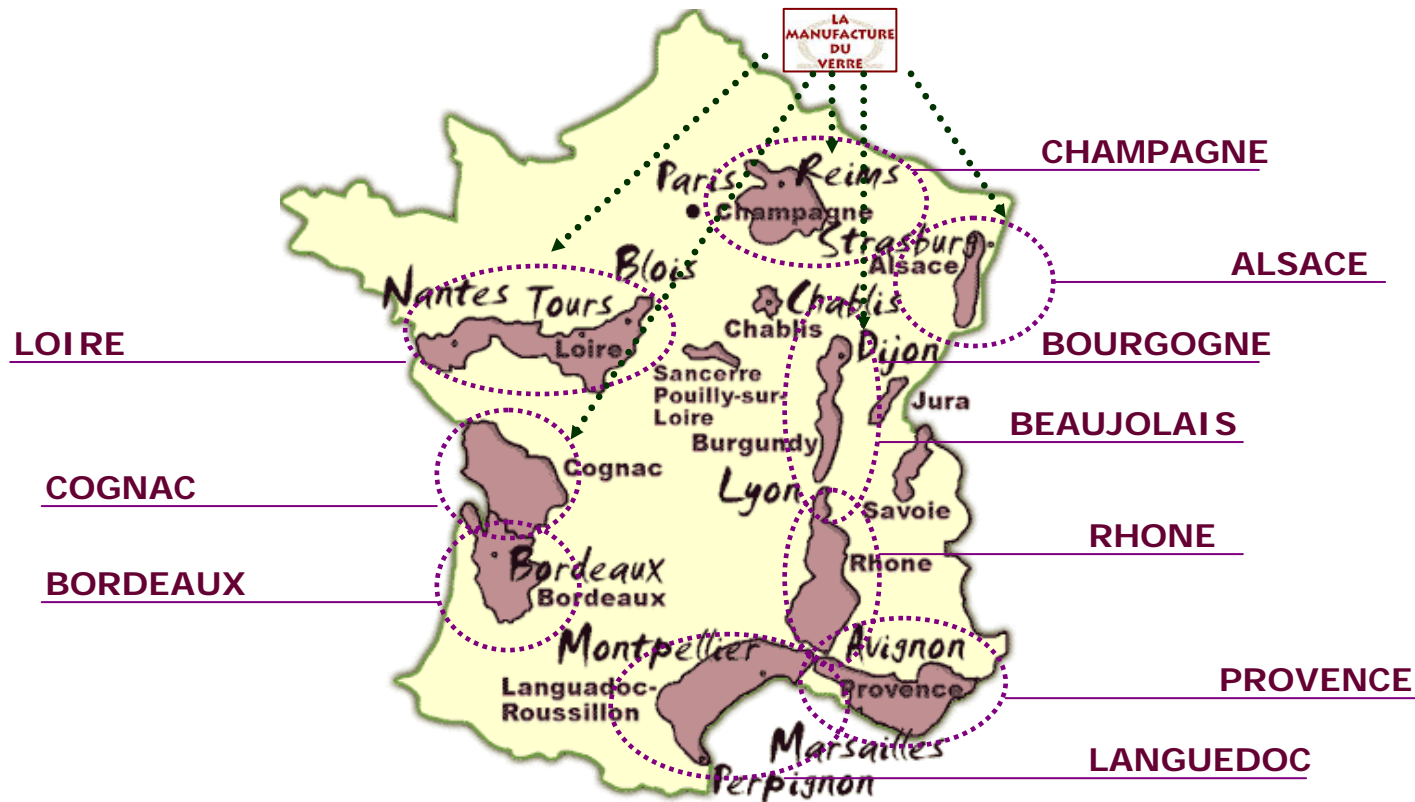 LA
MANUFACTURE
DU
VERRE
CHAMPAGNE
Paris
Reims
Champagne
Strasburg
Alsace
ALSACE
Blois
Nantes
Tours
Chablis
Chablis
LOIRE
Loire
Dijon
BOURGOGNE
Sancerre
Pouilly-sur-
Loire
Jura
BEAUJOLAIS
Burgundy
Cognac
COGNAC
Lyon
Savoie
RHONE
Rhone
Bordeaux
Bordeaux
BORDEAUX
Montpellier
Avignon
Languadoc-
Roussillon
Provence
PROVENCE
Marsailles
Perpignon
LANGUEDOC